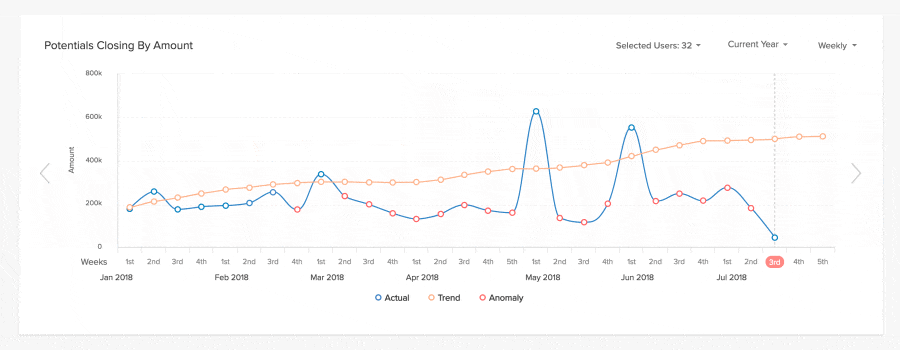 Potentials Closing By Amount
Selected Users: 32 Current Year Weekly
800k
600k
400k
200k
0
Amount
Weeks 1st 2nd 3rd 4th 1st 2nd 3rd 4th 1st 2nd 3rd 4th 1st 2nd 3rd 4th 5th 1st 2nd 3rd 4th 1st 2nd 3rd 4th 1st 2nd 3rd 4th 5th
Jan 2018 Feb 2018 Mar 2018 Apr 2018 May 2018 Jun 2018 Jul 2018
Actual Trend Anomaly